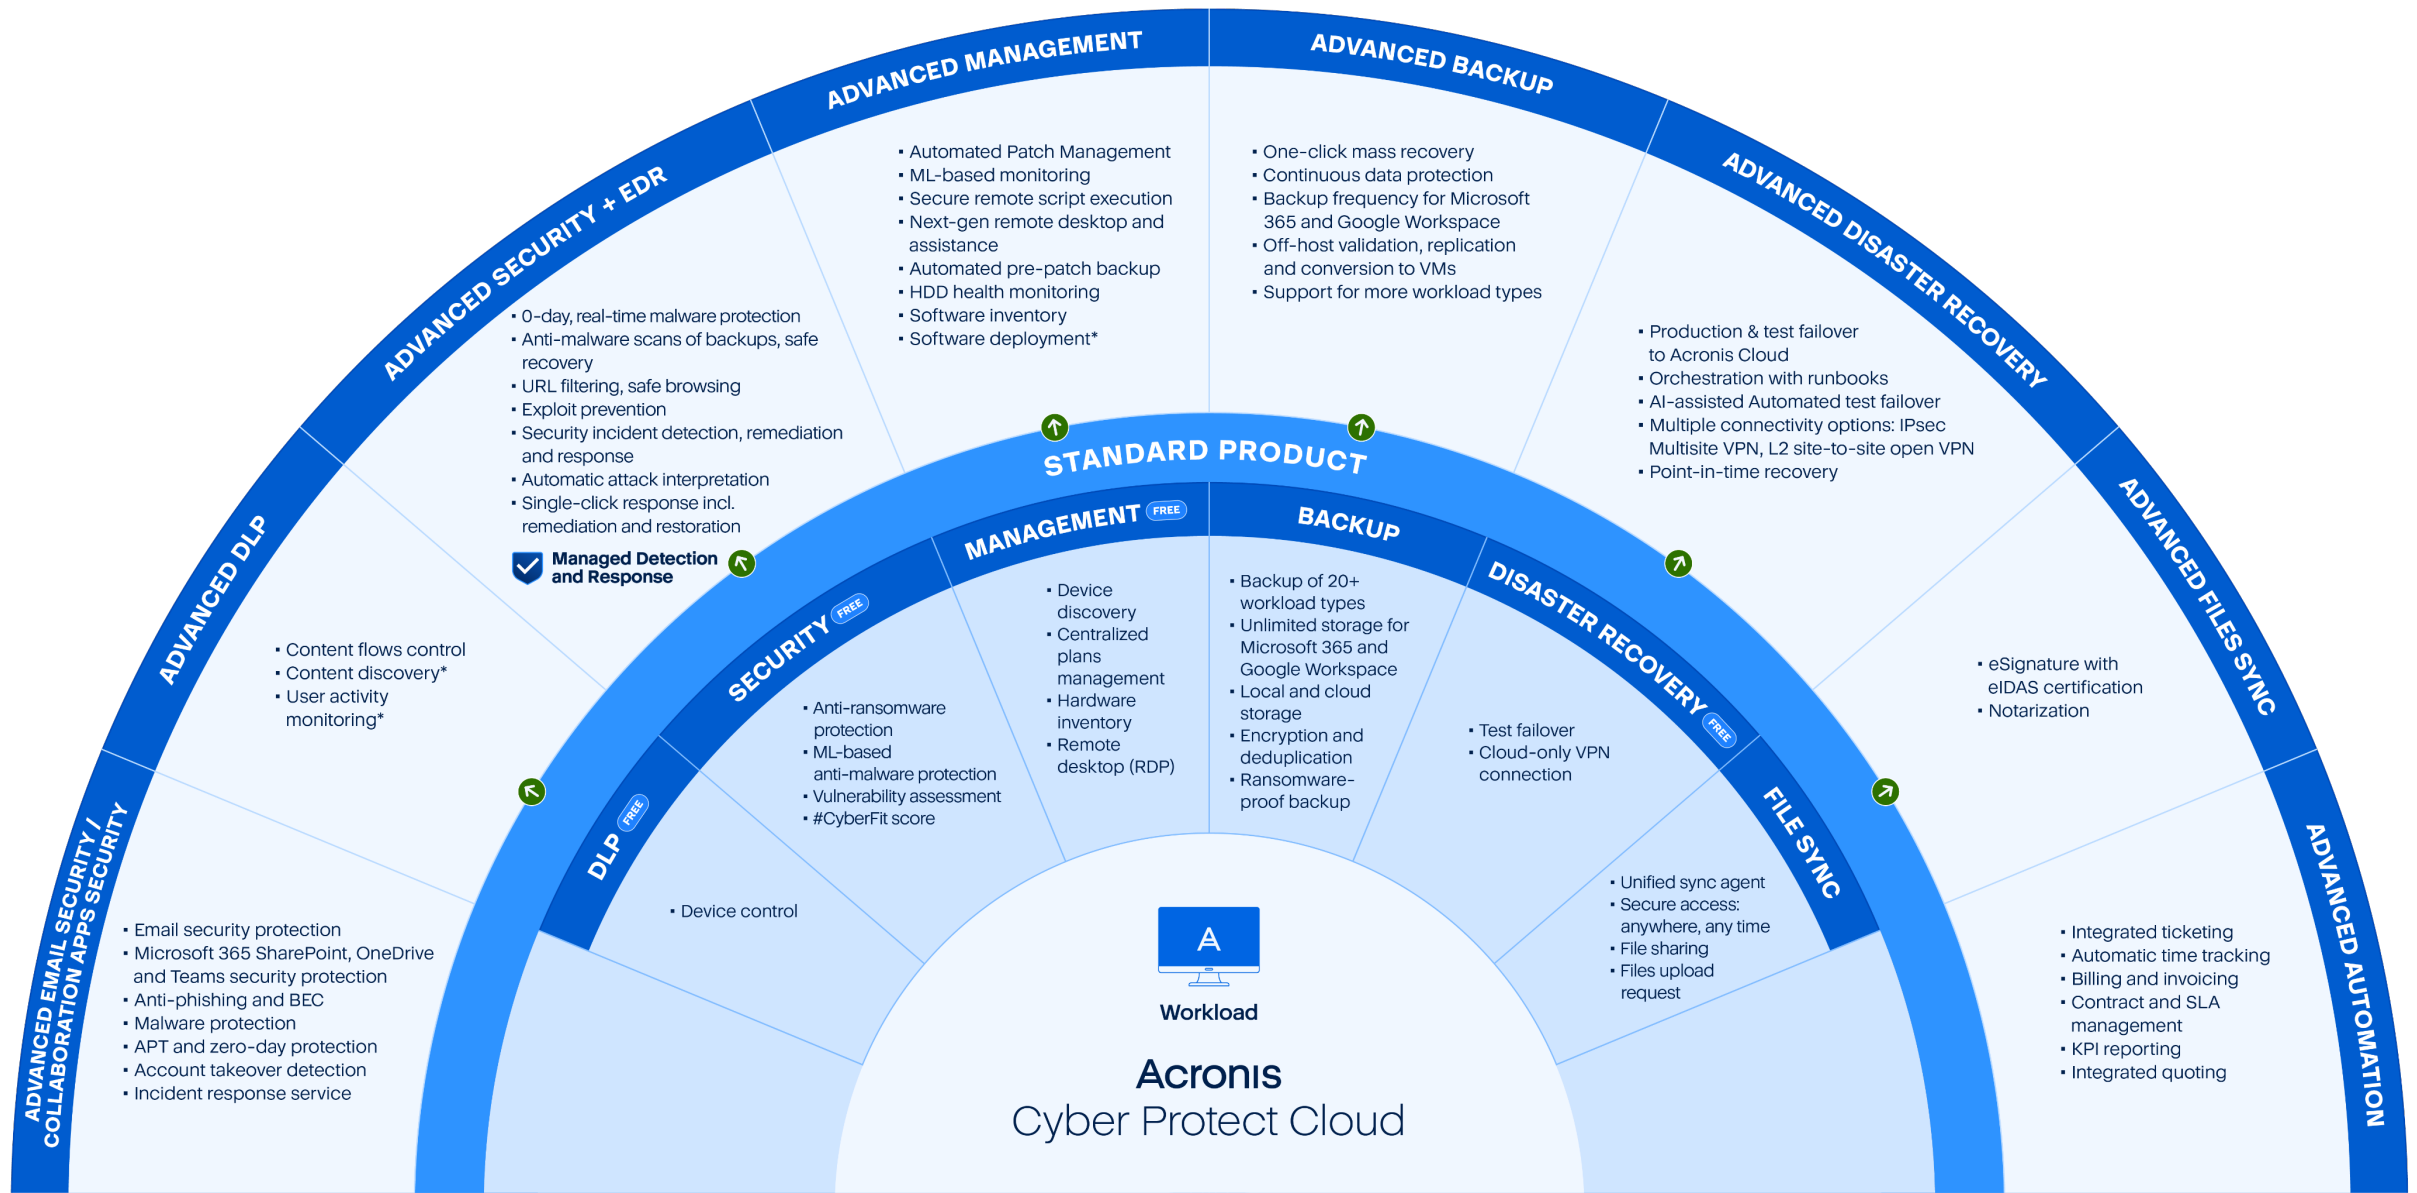 ADVANCED EMAIL SECURITY /
COLLABORATION APPS SECURITY
▪ Email security protection
▪ Microsoft 365 SharePoint, OneDrive
and Teams security protection
▪ Anti-phishing and BEC
▪ Malware protection
▪ APT and zero-day protection
▪ Account takeover detection
▪ Incident response service
ADVANCED DLP
▪ Content flows control
▪ Content discovery*
▪ User activity
monitoring*
ADVANCED SECURITY + EDR
▪ 0-day, real-time malware protection
▪ Anti-malware scans of backups, safe
recovery
▪ URL filtering, safe browsing
▪ Exploit prevention
▪ Security incident detection, remediation
and response
▪ Automatic attack interpretation
▪ Single-click response incl.
remediation and restoration
Managed Detection
and Response
ADVANCED MANAGEMENT
▪ Automated Patch Management
▪ ML-based monitoring
▪ Secure remote script execution
▪ Next-gen remote desktop and
assistance
▪ Automated pre-patch backup
▪ HDD health monitoring
▪ Software inventory
▪ Software deployment*
ADVANCED BACKUP
▪ One-click mass recovery
▪ Continuous data protection
▪ Backup frequency for Microsoft
365 and Google Workspace
▪ Off-host validation, replication
and conversion to VMs
▪ Support for more workload types
ADVANCED DISASTER RECOVERY
▪ Production & test failover
to Acronis Cloud
▪ Orchestration with runbooks
▪ AI-assisted Automated test failover
▪ Multiple connectivity options: IPsec
Multisite VPN, L2 site-to-site open VPN
▪ Point-in-time recovery
ADVANCED FILES SYNC
▪ eSignature with
eIDAS certification
▪ Notarization
ADVANCED AUTOMATION
▪ Integrated ticketing
▪ Automatic time tracking
▪ Billing and invoicing
▪ Contract and SLA
management
▪ KPI reporting
▪ Integrated quoting
STANDARD PRODUCT
DLP FREE
▪ Device control
SECURITY FREE
▪ Anti-ransomware
protection
▪ ML-based
anti-malware protection
▪ Vulnerability assessment
▪ #CyberFit score
MANAGEMENT FREE
▪ Device
discovery
▪ Centralized
plans
management
▪ Hardware
inventory
▪ Remote
desktop (RDP)
BACKUP
▪ Backup of 20+
workload types
▪ Unlimited storage for
Microsoft 365 and
Google Workspace
▪ Local and cloud
storage
▪ Encryption and
deduplication
▪ Ransomware-
proof backup
DISASTER RECOVERY FREE
▪ Test failover
▪ Cloud-only VPN
connection
FILE SYNC
▪ Unified sync agent
▪ Secure access:
anywhere, any time
▪ File sharing
▪ Files upload
request
A
Workload
Acronis
Cyber Protect Cloud